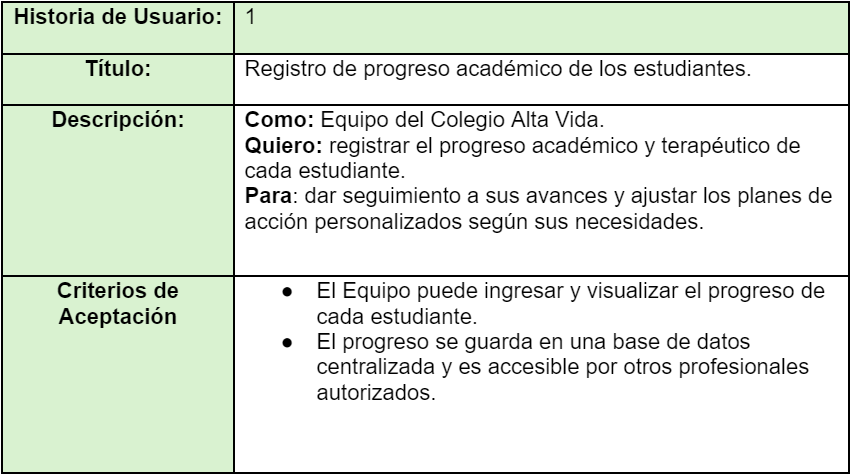 Historia de Usuario: 1
Título: Registro de progreso académico de los estudiantes.
Descripción: Como: Equipo del Colegio Alta Vida.
Quiero: registrar el progreso académico y terapéutico de
cada estudiante.
Para: dar seguimiento a sus avances y ajustar los planes de
acción personalizados según sus necesidades.
Criterios de
Aceptación
● El Equipo puede ingresar y visualizar el progreso de
cada estudiante.
● El progreso se guarda en una base de datos
centralizada y es accesible por otros profesionales
autorizados.